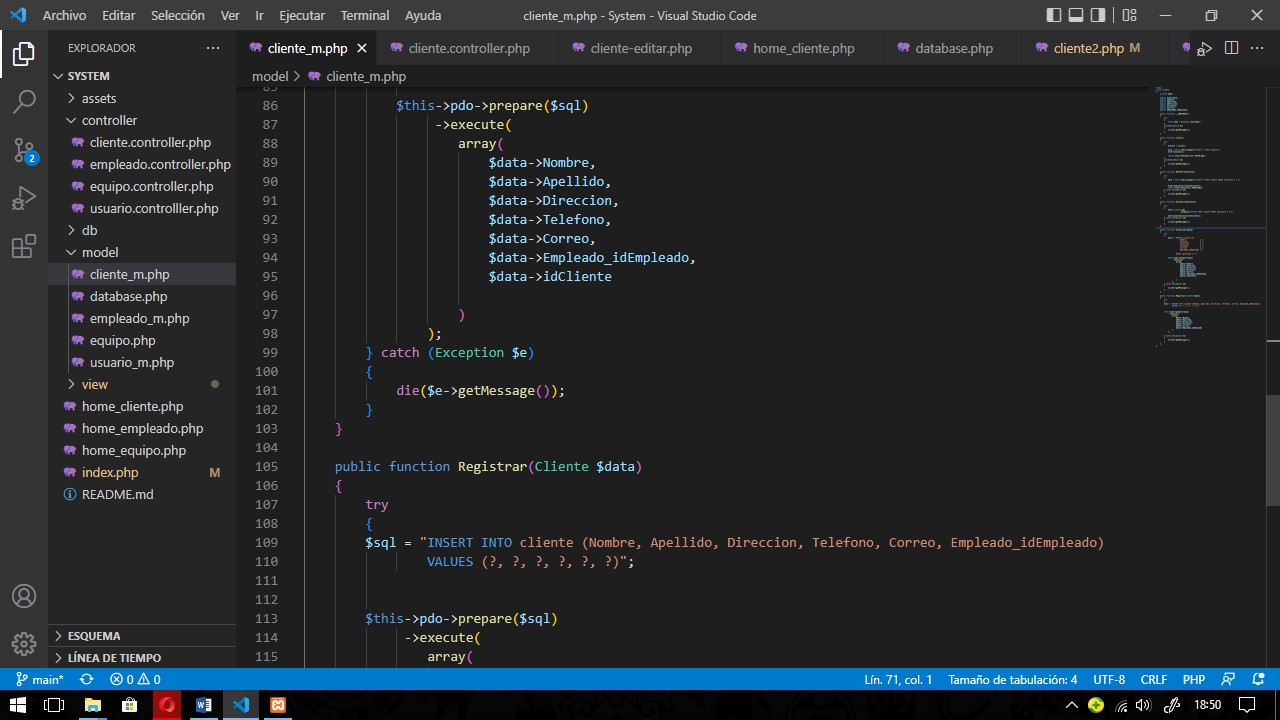 Archivo Editar Selección Ver Ir Ejecutar Terminal Ayuda cliente_m.php - System - Visual Studio Code
EXPLORADOR
SYSTEM
assets
controller
cliente.controller.php
empleado.controller.php
equipo.controller.php
usuario.controlller.php
db
model
cliente_m.php
database.php
empleado_m.php
equipo.php
usuario_m.php
view
home_cliente.php
home_empleado.php
home_equipo.php
index.php M
README.md
ESQUEMA
LÍNEA DE TIEMPO
2
cliente_m.php cliente.controller.php cliente-editar.php home_cliente.php database.php cliente2.php M
model > cliente_m.php
85
86 $this->pdo->prepare($sql)
87 ->execute(
88 array(
89 $data->Nombre,
90 $data->Apellido,
91 $data->Direccion,
92 $data->Telefono,
93 $data->Correo,
94 $data->Empleado_idEmpleado,
95 $data->idCliente
96
97 )
98 );
99 } catch (Exception $e)
100 {
101 die($e->getMessage());
102 }
103 }
104
105 public function Registrar(Cliente $data)
106 {
107 try
108 {
109 $sql = "INSERT INTO cliente (Nombre, Apellido, Direccion, Telefono, Correo, Empleado_idEmpleado)
110 VALUES (?, ?, ?, ?, ?, ?)";
111
112
113 $this->pdo->prepare($sql)
114 ->execute(
115 array(
main* 0 0 Lín. 71, col. 1 Tamaño de tabulación: 4 UTF-8 CRLF PHP
18:50